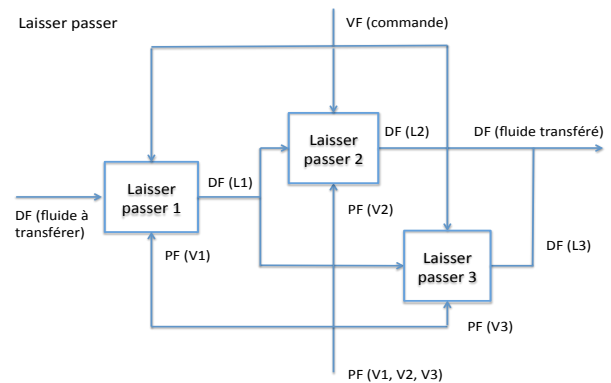 Laisser passer
VF (commande)
Laisser
passer 2
DF (L2)
DF (fluide transféré)
Laisser
passer 1
DF (L1)
DF (fluide à
transférer)
PF (V2)
PF (V1)
Laisser
passer 3
DF (L3)
PF (V3)
PF (V1, V2, V3)